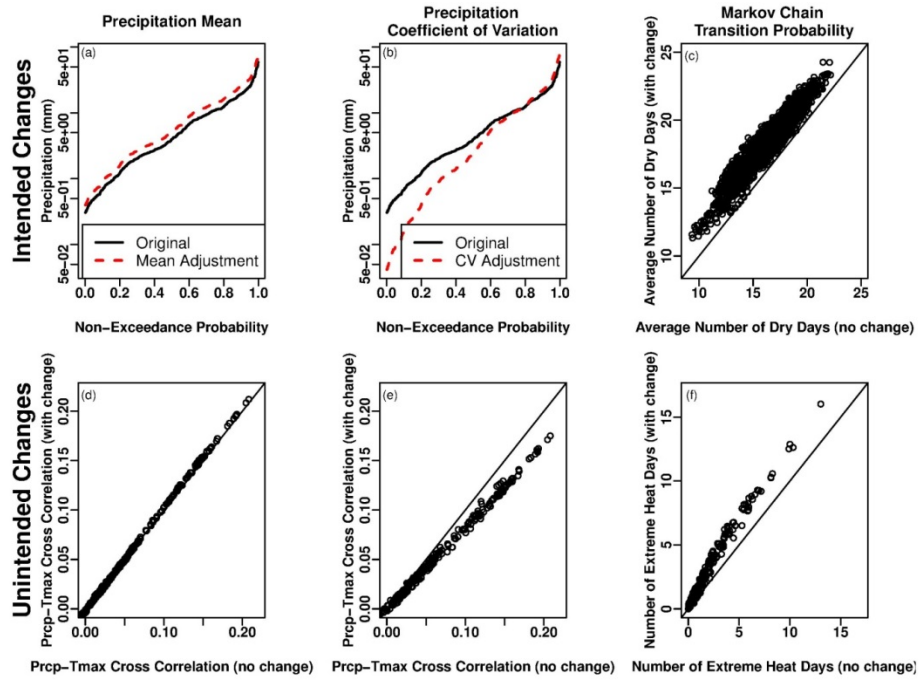 Precipitation Mean
Precipitation
Coefficient of Variation
Markov Chain
Transition Probability
Intended Changes
(a)
Precipitation (mm)
5e+01
5e+00
5e-01
5e-02
Original
Mean Adjustment
0.0 0.2 0.4 0.6 0.8 1.0
Non-Exceedance Probability
(b)
Precipitation (mm)
5e+01
5e+00
5e-01
5e-02
Original
CV Adjustment
0.0 0.2 0.4 0.6 0.8 1.0
Non-Exceedance Probability
(c)
Average Number of Dry Days (with change)
25
20
15
10
10 15 20 25
Average Number of Dry Days (no change)
Unintended Changes
(d)
Prcp-Tmax Cross Correlation (with change)
0.20
0.15
0.10
0.05
0.00
0.00 0.10 0.20
Prcp-Tmax Cross Correlation (no change)
(e)
Prcp-Tmax Cross Correlation (with change)
0.20
0.15
0.10
0.05
0.00
0.00 0.10 0.20
Prcp-Tmax Cross Correlation (no change)
(f)
Number of Extreme Heat Days (with change)
15
10
5
0
0 5 10 15
Number of Extreme Heat Days (no change)